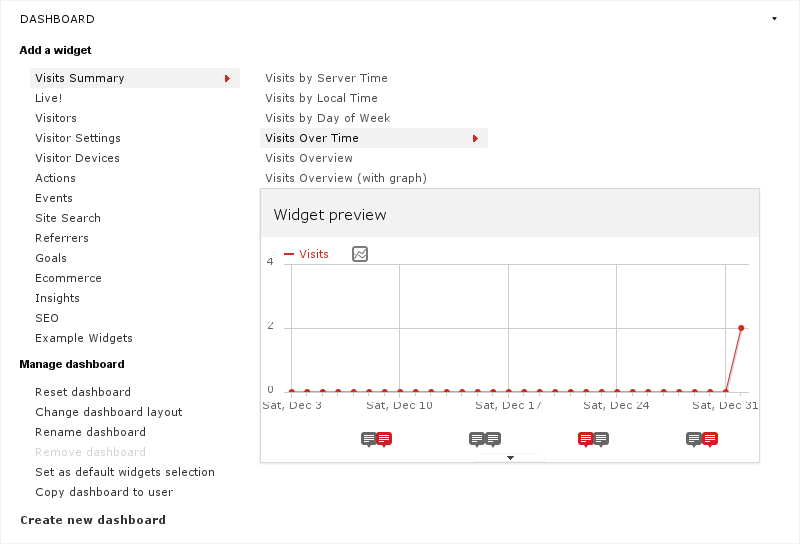 DASHBOARD
Add a widget
Visits Summary
Live!
Visitors
Visitor Settings
Visitor Devices
Actions
Events
Site Search
Referrers
Goals
Ecommerce
Insights
SEO
Example Widgets
Manage dashboard
Reset dashboard
Change dashboard layout
Rename dashboard
Remove dashboard
Set as default widgets selection
Copy dashboard to user
Create new dashboard
Visits by Server Time
Visits by Local Time
Visits by Day of Week
Visits Over Time
Visits Overview
Visits Overview (with graph)
Widget preview
Visits
4
2
0
Sat, Dec 3 Sat, Dec 10 Sat, Dec 17 Sat, Dec 24 Sat, Dec 31